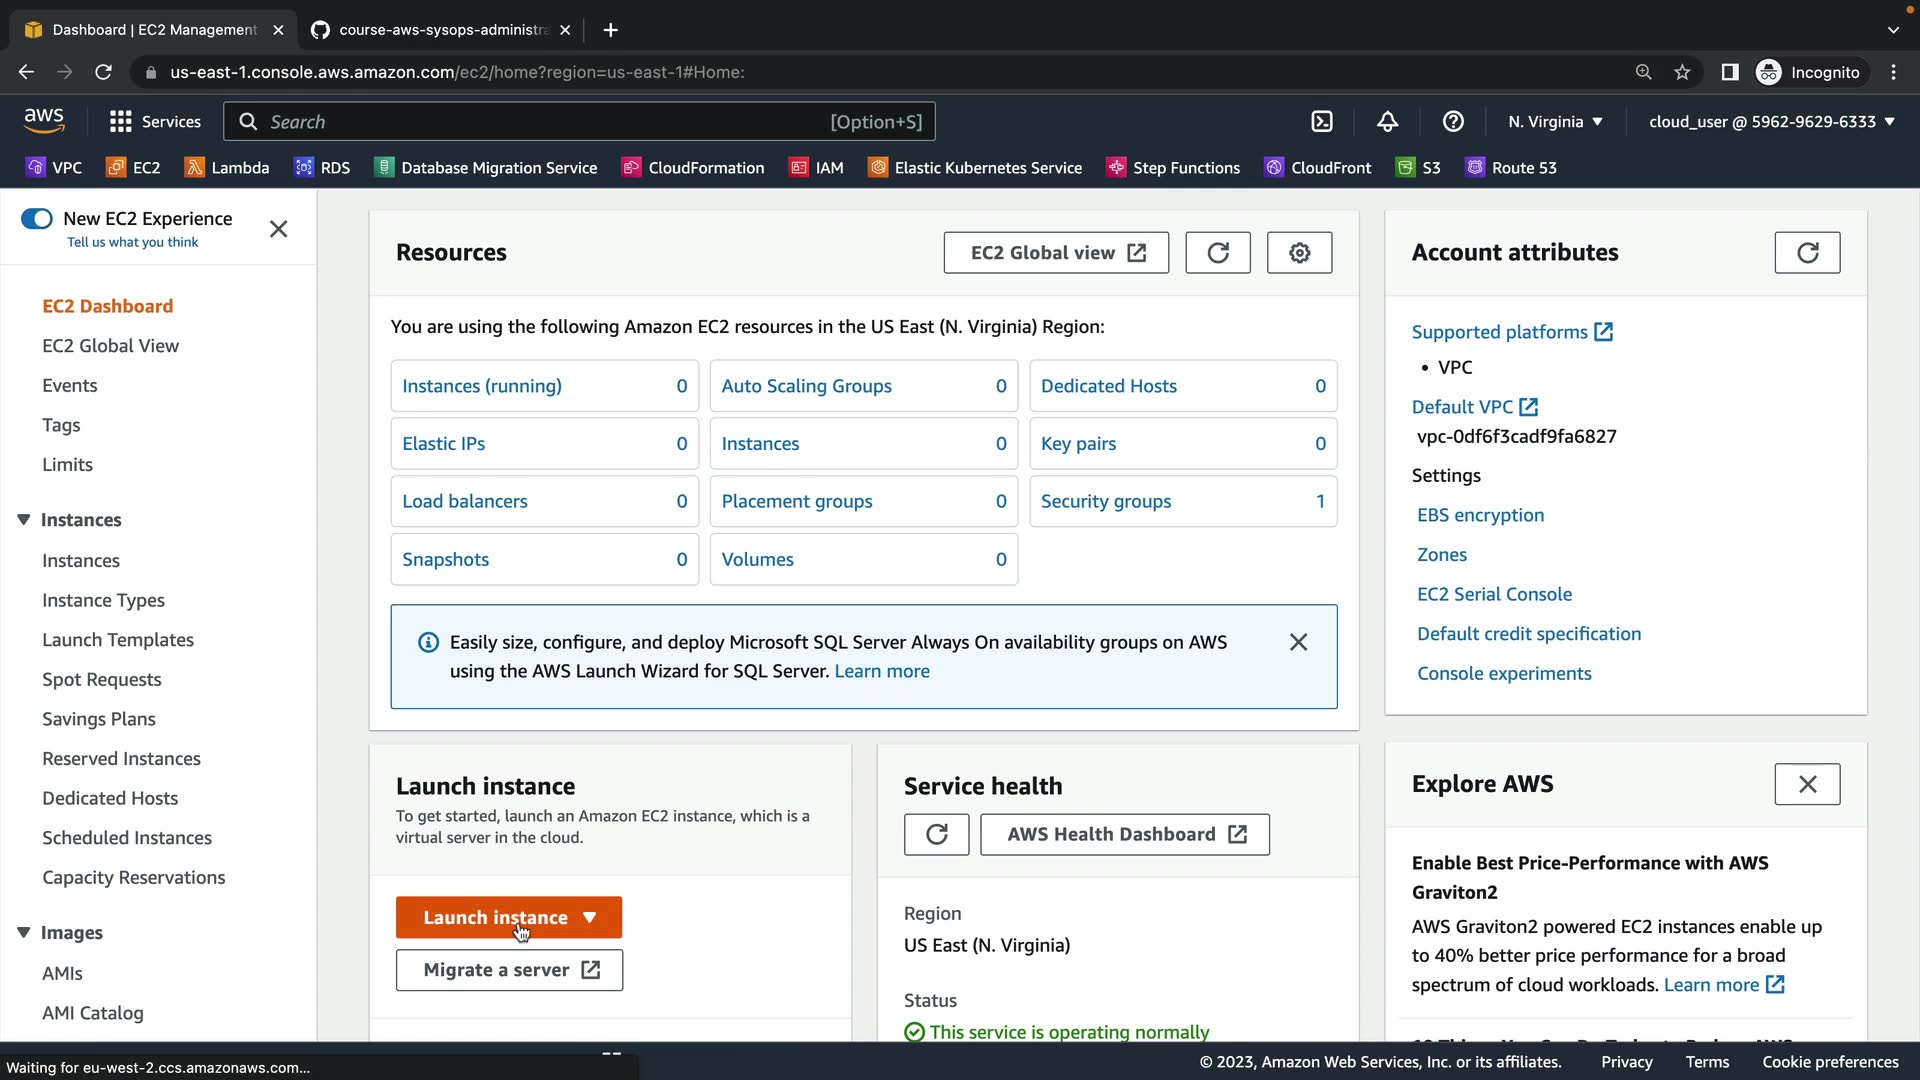 Dashboard | EC2 Management
course-aws-sysops-administra
us-east-1.console.aws.amazon.com/ec2/home?region=us-east-1#Home:
Incognito
aws
Services
Search
[Option+S]
N. Virginia
cloud_user @ 5962-9629-6333
VPC
EC2
Lambda
RDS
Database Migration Service
CloudFormation
IAM
Elastic Kubernetes Service
Step Functions
CloudFront
S3
Route 53
New EC2 Experience
Tell us what you think
EC2 Dashboard
EC2 Global View
Events
Tags
Limits
Instances
Instances
Instance Types
Launch Templates
Spot Requests
Savings Plans
Reserved Instances
Dedicated Hosts
Scheduled Instances
Capacity Reservations
Images
AMIs
AMI Catalog
Resources
EC2 Global view
You are using the following Amazon EC2 resources in the US East (N. Virginia) Region:
Instances (running) 0
Auto Scaling Groups 0
Dedicated Hosts 0
Elastic IPs 0
Instances 0
Key pairs 0
Load balancers 0
Placement groups 0
Security groups 1
Snapshots 0
Volumes 0
Easily size, configure, and deploy Microsoft SQL Server Always On availability groups on AWS
using the AWS Launch Wizard for SQL Server. Learn more
Launch instance
To get started, launch an Amazon EC2 instance, which is a
virtual server in the cloud.
Launch instance
Migrate a server
Service health
AWS Health Dashboard
Region
US East (N. Virginia)
Status
This service is operating normally
Account attributes
Supported platforms
• VPC
Default VPC
vpc-0df6f3cadf9fa6827
Settings
EBS encryption
Zones
EC2 Serial Console
Default credit specification
Console experiments
Explore AWS
Enable Best Price-Performance with AWS
Graviton2
AWS Graviton2 powered EC2 instances enable up
to 40% better price performance for a broad
spectrum of cloud workloads. Learn more
Waiting for eu-west-2.ccs.amazonaws.com...
© 2023, Amazon Web Services, Inc. or its affiliates.
Privacy
Terms
Cookie preferences